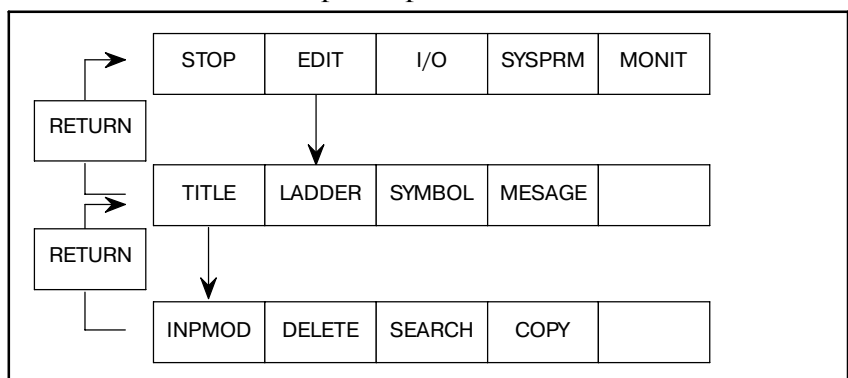 STOP EDIT I/O SYSPRM MONIT
RETURN
TITLE LADDER SYMBOL MESAGE
RETURN
INPMOD DELETE SEARCH COPY